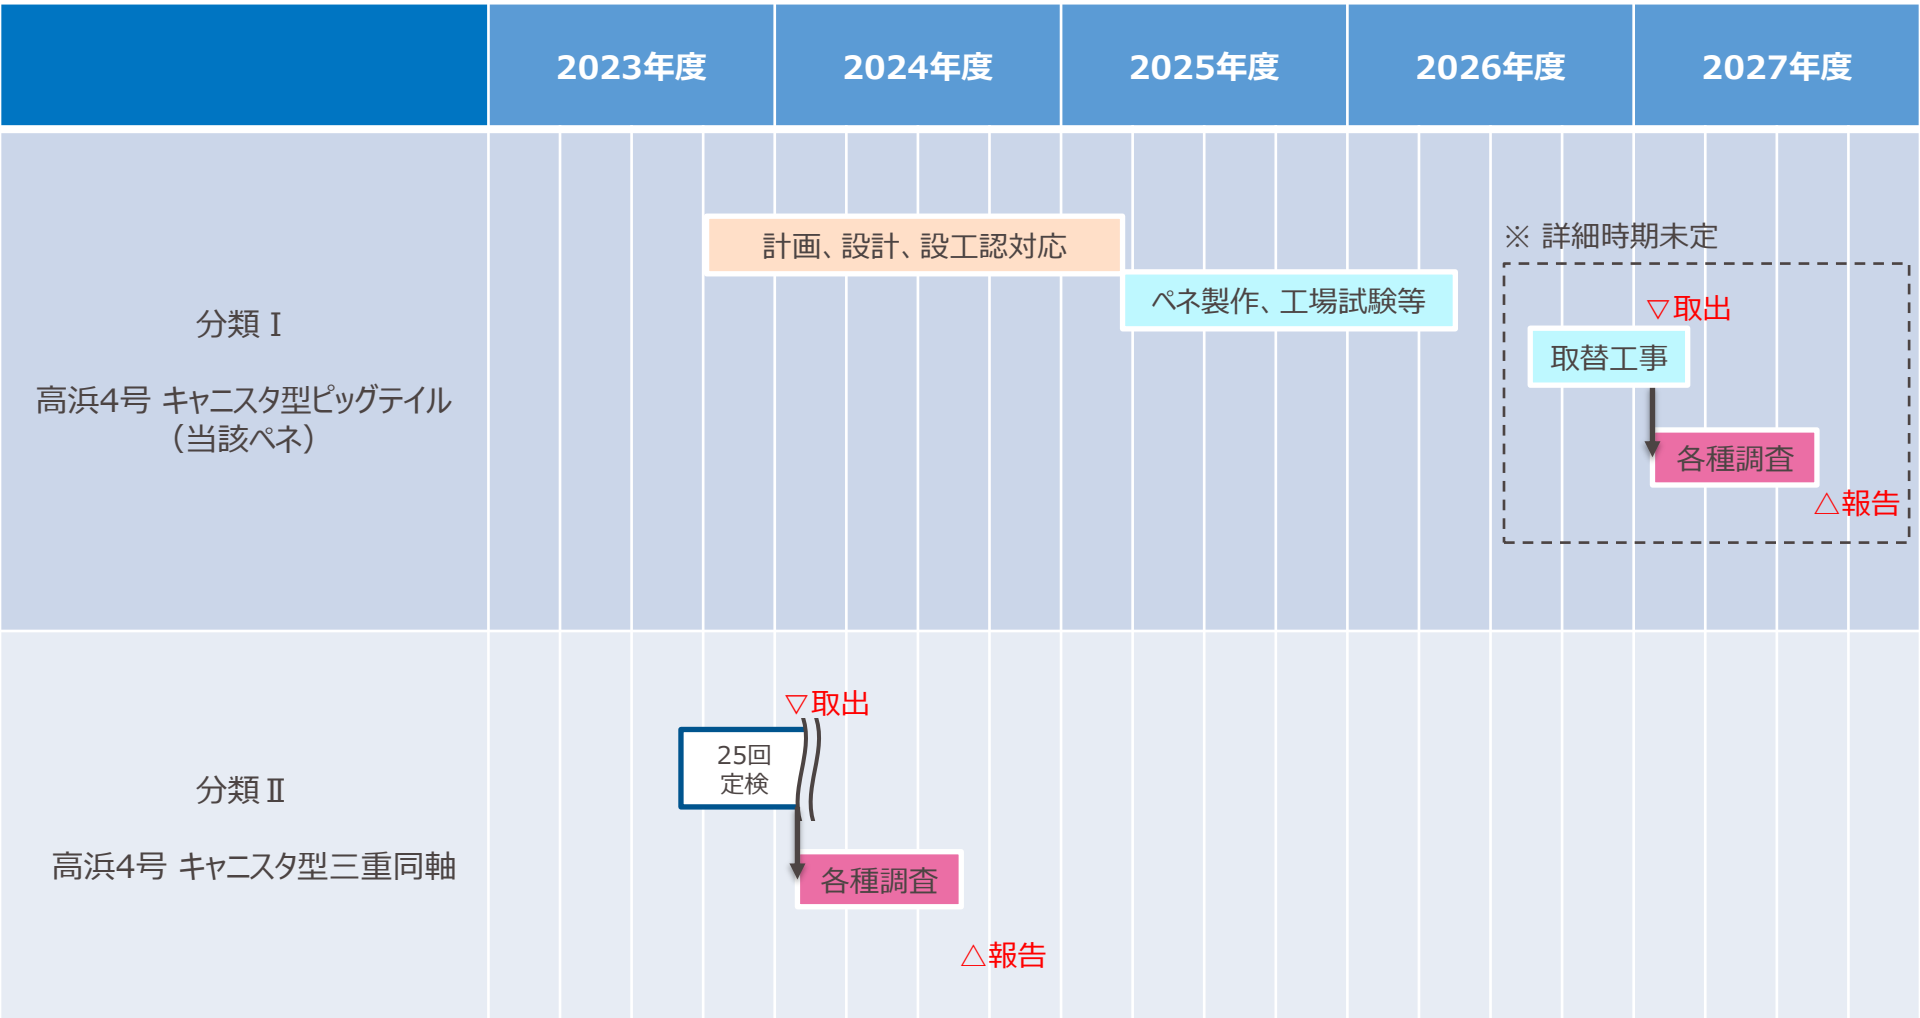 2023年度
2024年度
2025年度
2026年度
2027年度
分類Ⅰ
高浜4号 キャニスタ型ピッグテイル
（当該ペネ）
計画、設計、設工認対応
ペネ製作、工場試験等
※ 詳細時期未定
▽取出
取替工事
各種調査
△報告
分類Ⅱ
高浜4号 キャニスタ型三重同軸
▽取出
25回
定検
各種調査
△報告